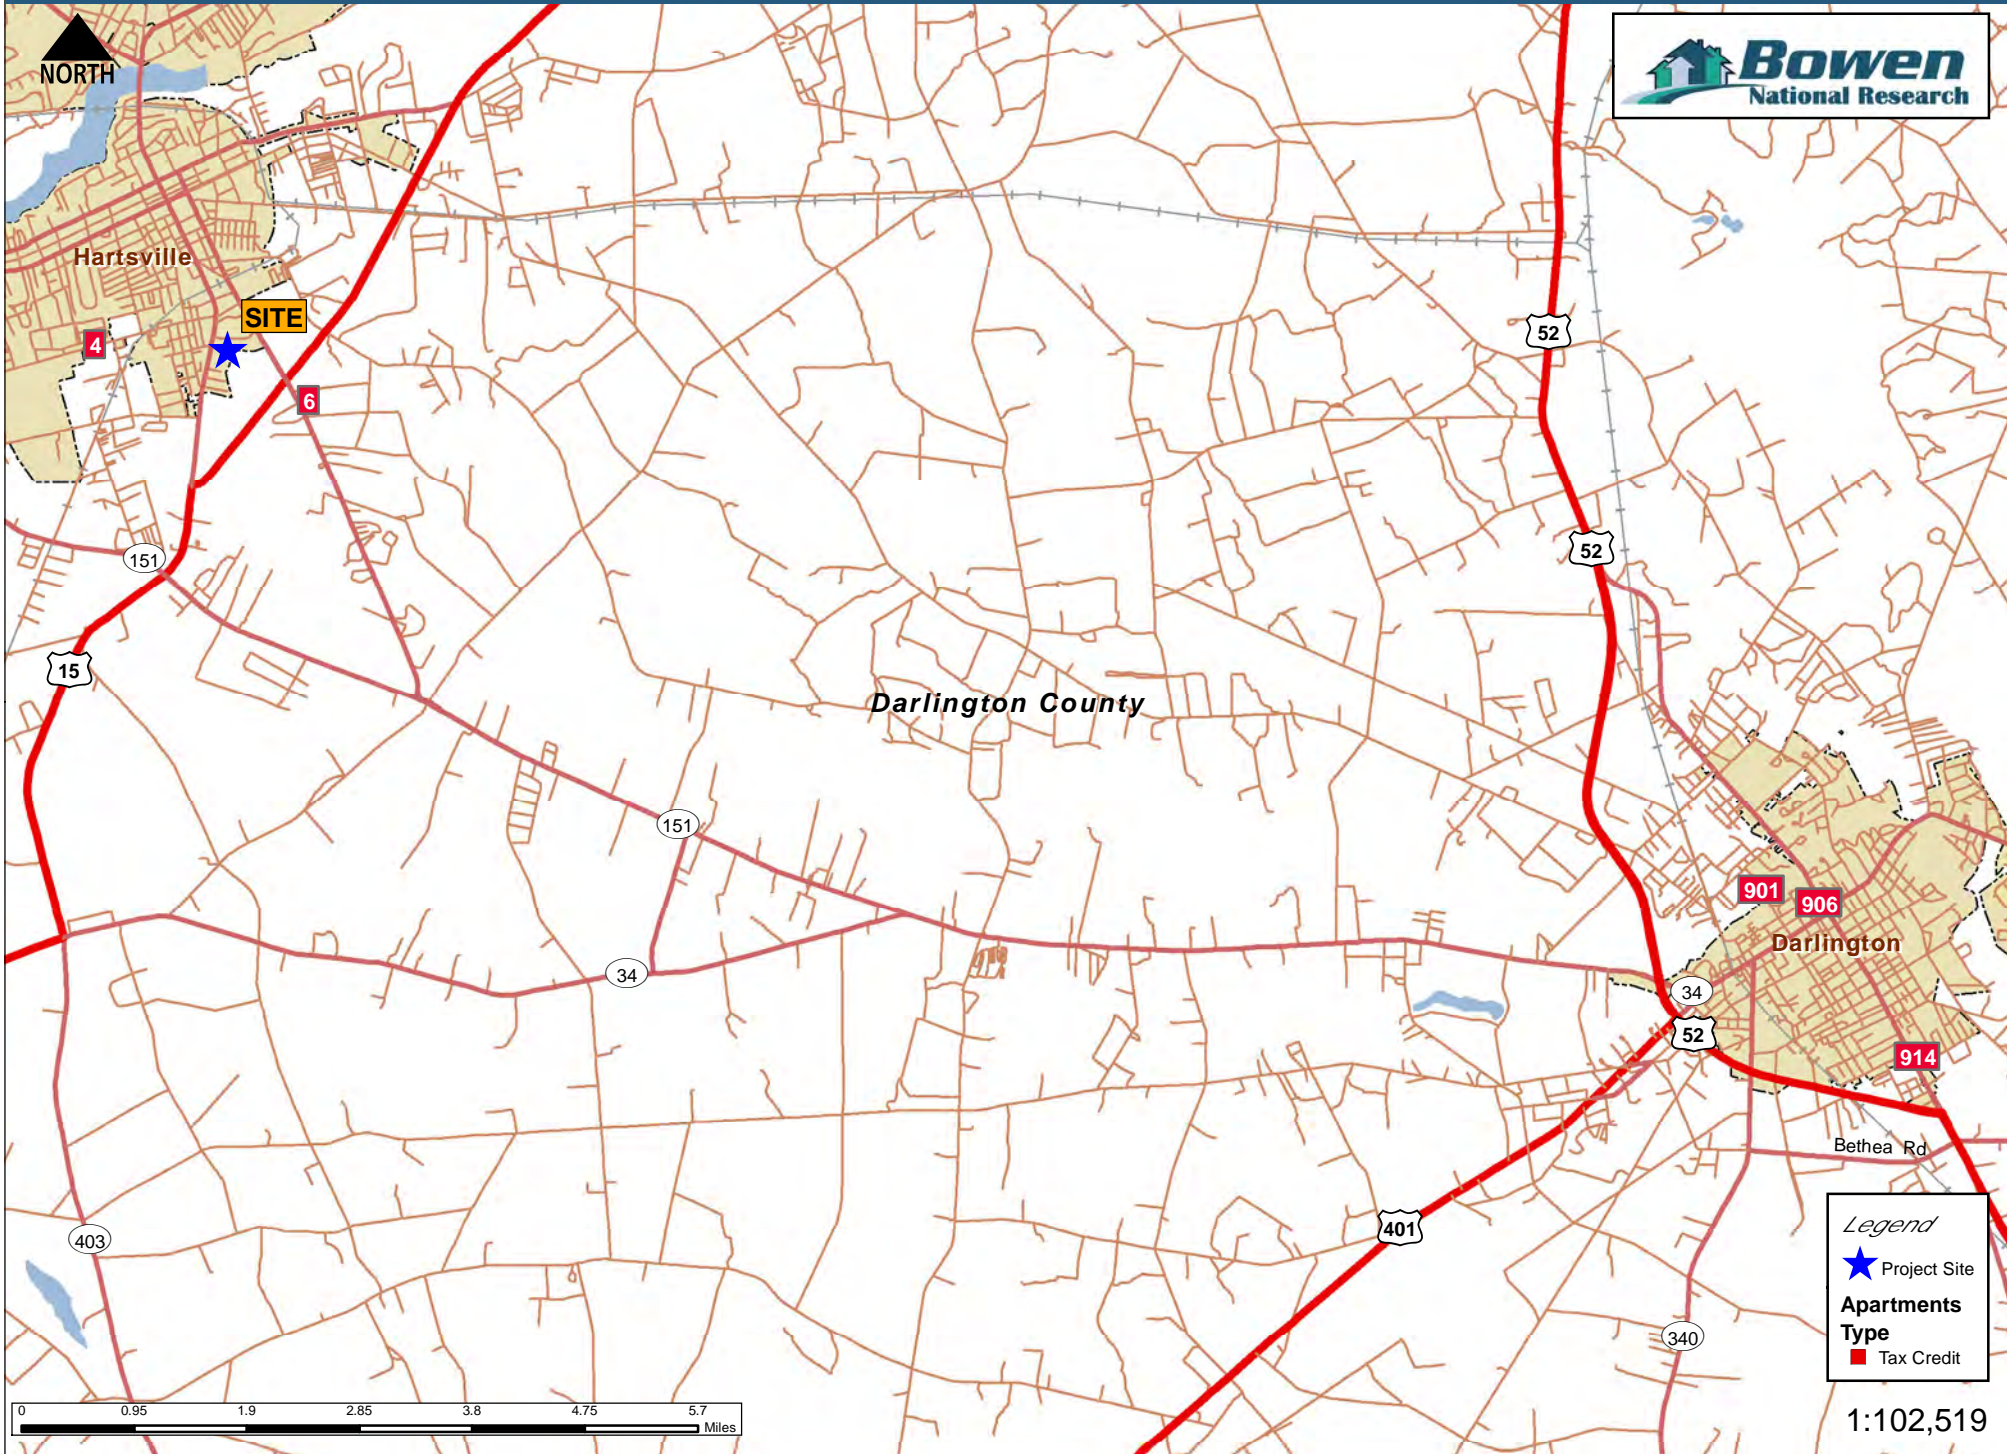 NORTH
Bowen
National Research
Hartsville
SITE
4
6
52
52
151
15
Darlington County
151
901
906
Darlington
34
34
52
914
Bethea Rd
403
401
340
Legend
Project Site
Apartments
Type
Tax Credit
0 0.95 1.9 2.85 3.8 4.75 5.7
Miles
1:102,519